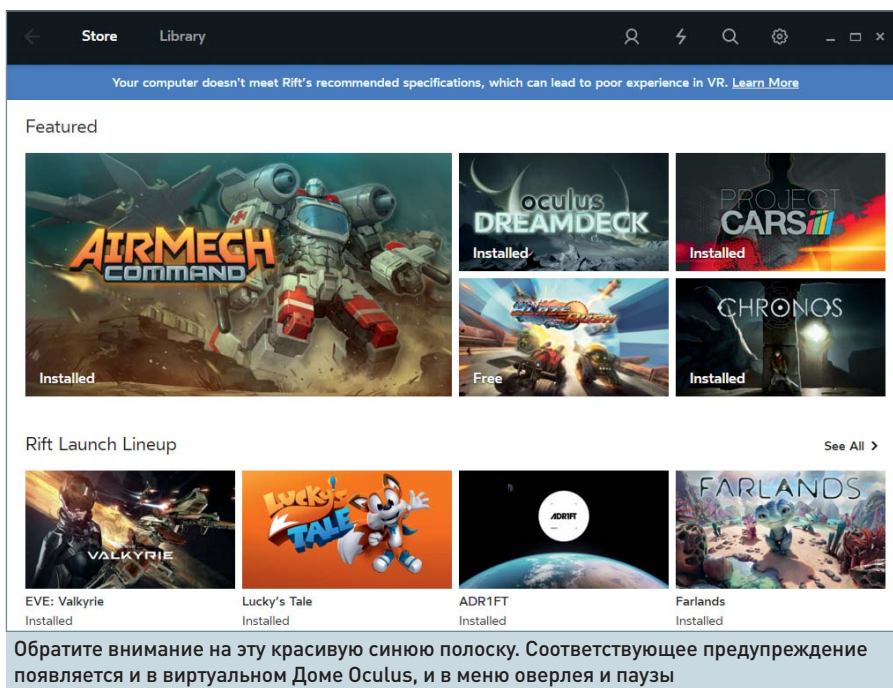 Store Library
Your computer doesn't meet Rift's recommended specifications, which can lead to poor experience in VR. Learn More
Featured
AIRMECH
COMMAND
Installed
oculus
DREAMDECK
Installed
PROJECT
CARS
Installed
Free
CHRONOS
Installed
Rift Launch Lineup
See All >
VALKYRIE
EVE: Valkyrie
Installed
Lucky's
TALE
Lucky's Tale
Installed
ADR1FT
ADR1FT
Installed
FARLANDS
Farlands
Installed
Обратите внимание на эту красивую синюю полоску. Соответствующее предупреждение
появляется и в виртуальном Доме Oculus, и в меню оверлея и паузы